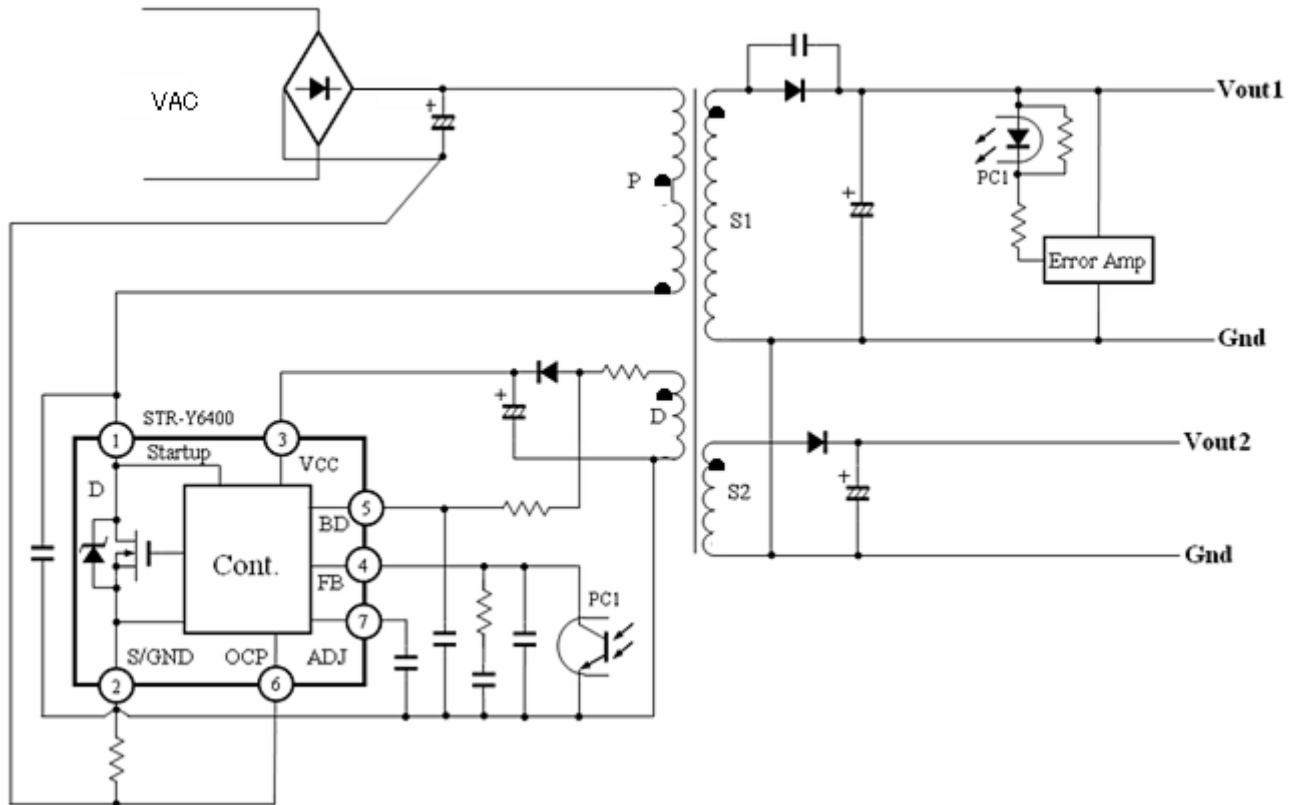 VAC
+
Vout1
P
S1
+
PC1
Error Amp
Gnd
STR-Y6400
+
D
1
3
Startup
VCC
Vout2
D
5
BD
S2
+
Cont.
4
FB
Gnd
PC1
7
S/GND
OCP
ADJ
2
6